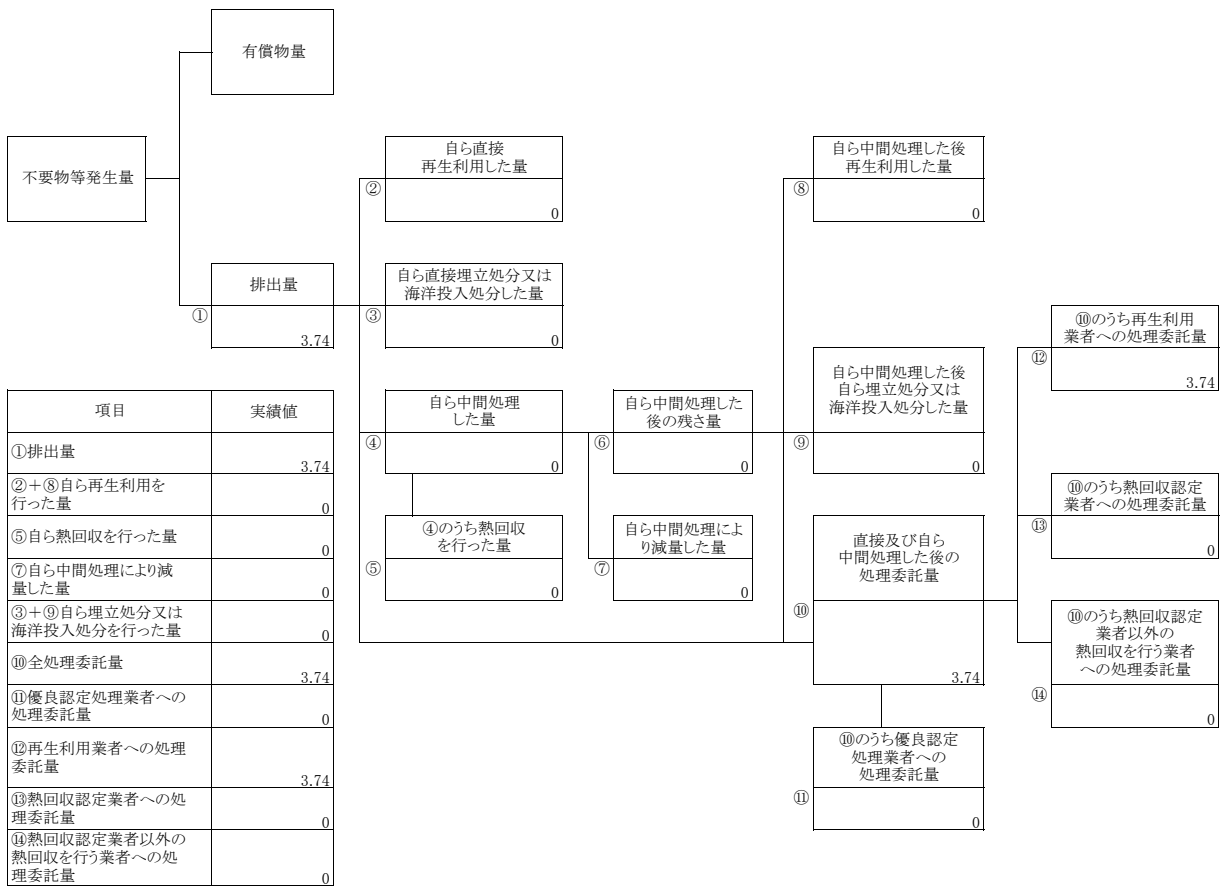 有償物量
不要物等発生量
排出量
①
3.74
自ら直接
再生利用した量
②
0
自ら直接埋立処分又は
海洋投入処分した量
③
0
自ら中間処理
した量
④
0
④のうち熱回収
を行った量
⑤
0
自ら中間処理した
後の残さ量
⑥
0
自ら中間処理によ
り減量した量
⑦
0
自ら中間処理した後
再生利用した量
⑧
0
自ら中間処理した後
自ら埋立処分又は
海洋投入処分した量
⑨
0
直接及び自ら
中間処理した後の
処理委託量
⑩
3.74
⑩のうち優良認定
処理業者への
処理委託量
⑪
0
⑩のうち再生利用
業者への処理委託量
⑫
3.74
⑩のうち熱回収認定
業者への処理委託量
⑬
0
⑩のうち熱回収認定
業者以外の
熱回収を行う業者
への処理委託量
⑭
0
項目 実績値
①排出量
3.74
②+⑧自ら再生利用を
行った量
0
⑤自ら熱回収を行った量
0
⑦自ら中間処理により減
量した量
0
③+⑨自ら埋立処分又は
海洋投入処分を行った量
0
⑩全処理委託量
3.74
⑪優良認定処理業者への
処理委託量
0
⑫再生利用業者への処理
委託量
3.74
⑬熱回収認定業者への処
理委託量
0
⑭熱回収認定業者以外の
熱回収を行う業者への処
理委託量
0